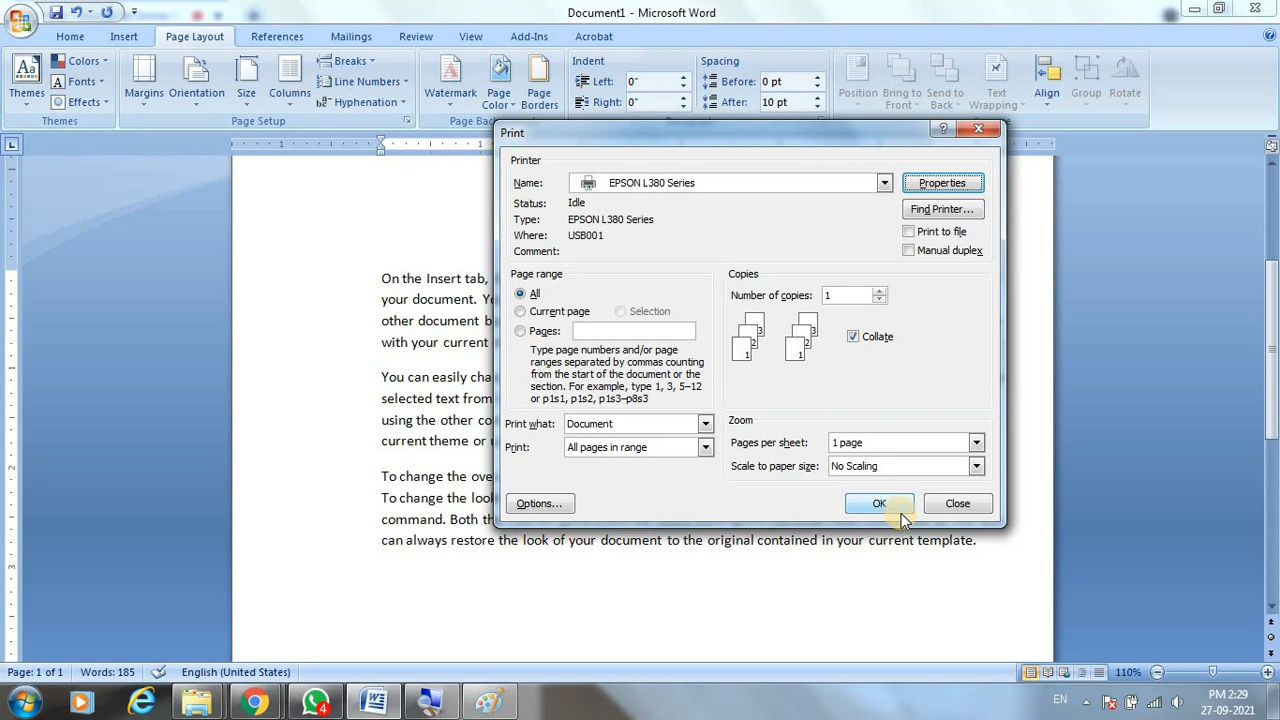 Document1 - Microsoft Word
Home Insert Page Layout References Mailings Review View Add-Ins Acrobat
Themes
Colors
Fonts
Effects
Themes
Margins Orientation Size Columns
Breaks
Line Numbers
Hyphenation
Page Setup
Watermark Page Color Page Borders
Indent
Left: 0"
Right: 0"
Spacing
Before: 0 pt
After: 10 pt
Position Bring to Front Send to Back Text Wrapping Align Group Rotate
Print
Printer
Name: EPSON L380 Series
Properties
Status: Idle
Type: EPSON L380 Series
Where: USB001
Comment:
Find Printer...
Print to file
Manual duplex
Page range
All
Current page Selection
Pages:
Type page numbers and/or page
ranges separated by commas counting
from the start of the document or the
section. For example, type 1, 3, 5–12
or p1s1, p1s2, p1s3–p8s3
Copies
Number of copies: 1
1 2 3
1 2 3
Collate
Print what: Document
Print: All pages in range
Zoom
Pages per sheet: 1 page
Scale to paper size: No Scaling
Options...
OK
Close
On the Insert tab,
your document.
other document
with your current
You can easily
selected text from
using the other
current theme or
To change the
To change the
command. Both
can always restore the look of your document to the original contained in your current template.
Page: 1 of 1 Words: 185 English (United States) 110%
4
EN
PM 2:29
27-09-2021